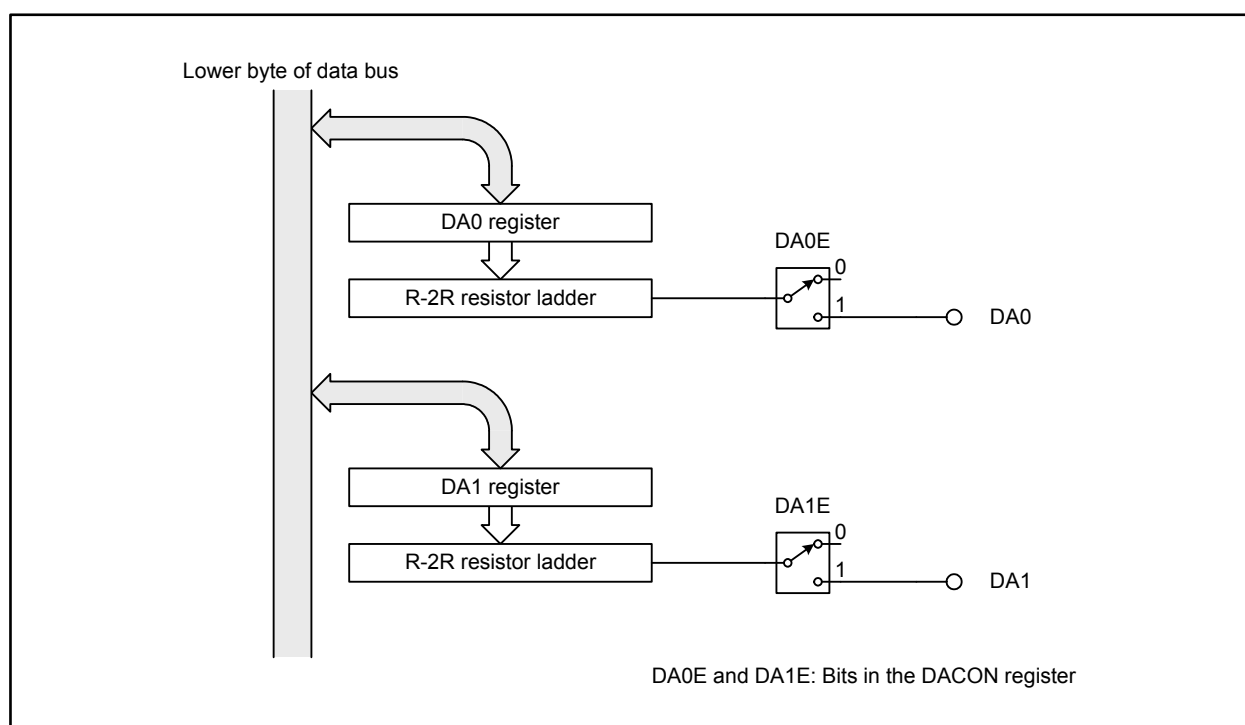 Lower byte of data bus
DA0 register
R-2R resistor ladder
DA0E
0
1
DA0
DA1 register
R-2R resistor ladder
DA1E
0
1
DA1
DA0E and DA1E: Bits in the DACON register